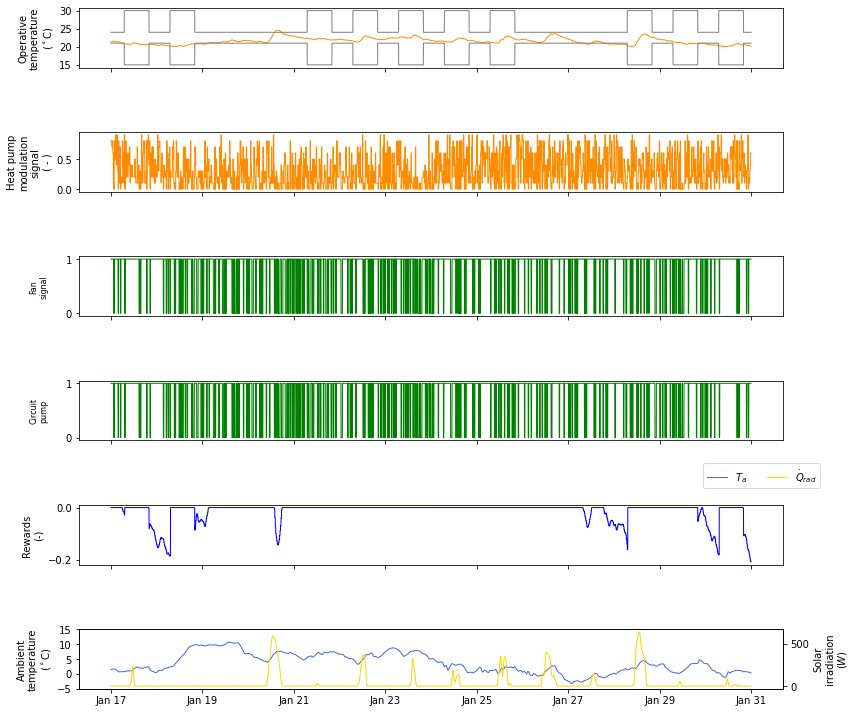 Operative
temperature
(°C)
30
25
20
15
Heat pump
modulation
signal
( - )
0.5
0.0
Fan
signal
1
0
Circuit
pump
1
0
T_a
Q̇_rad
Rewards
(-)
0.0
−0.2
Ambient
temperature
(°C)
15
10
5
0
−5
500
0
Solar
irradiation
(W)
Jan 17 Jan 19 Jan 21 Jan 23 Jan 25 Jan 27 Jan 29 Jan 31